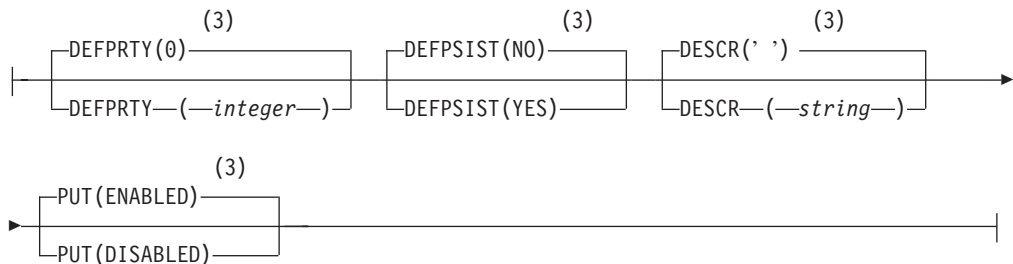 (3) (3) (3)
DEFPRTY(0) DEFPSIST(NO) DESCR(' ')
DEFPRTY ( integer ) DEFPSIST(YES) DESCR ( string )
(3)
PUT(ENABLED)
PUT(DISABLED)